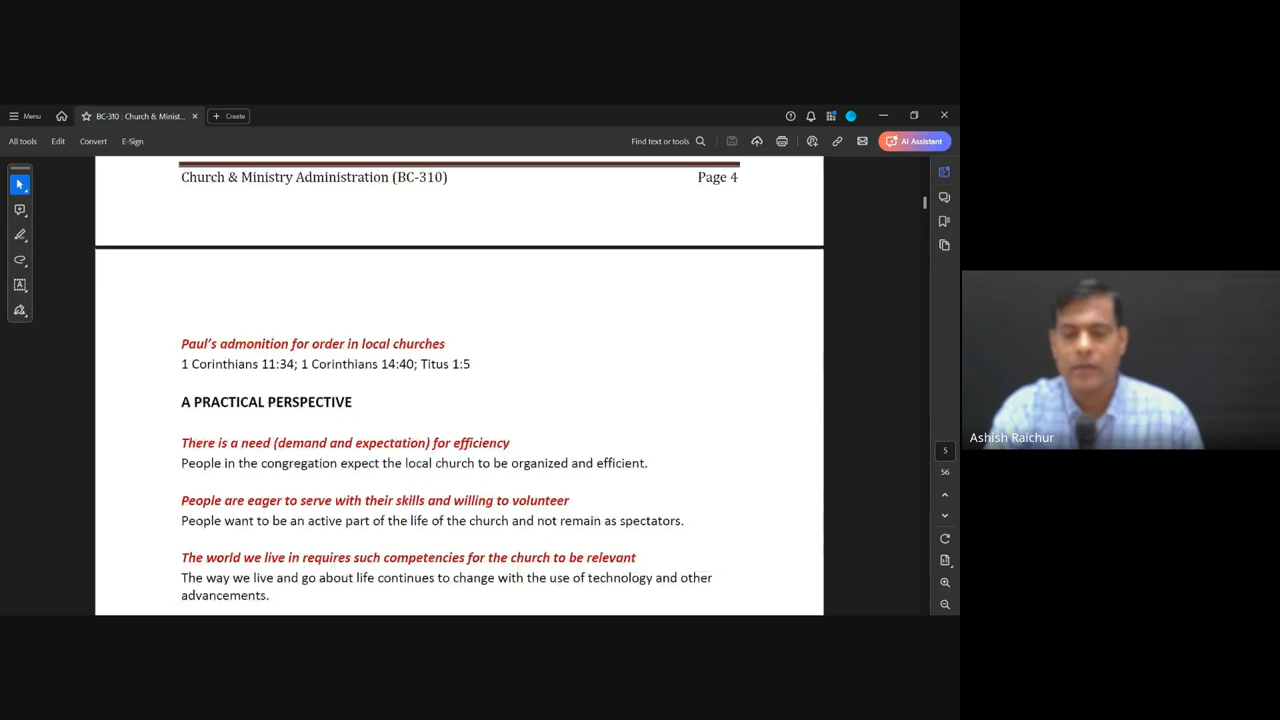 Menu
BC-310 : Church & Minist...
Create
All tools
Edit
Convert
E-Sign
Find text or tools
AI Assistant
Church & Ministry Administration (BC-310)
Page 4
Paul's admonition for order in local churches
1 Corinthians 11:34; 1 Corinthians 14:40; Titus 1:5
A PRACTICAL PERSPECTIVE
There is a need (demand and expectation) for efficiency
People in the congregation expect the local church to be organized and efficient.
People are eager to serve with their skills and willing to volunteer
People want to be an active part of the life of the church and not remain as spectators.
The world we live in requires such competencies for the church to be relevant
The way we live and go about life continues to change with the use of technology and other
advancements.
5
56
Ashish Raichur